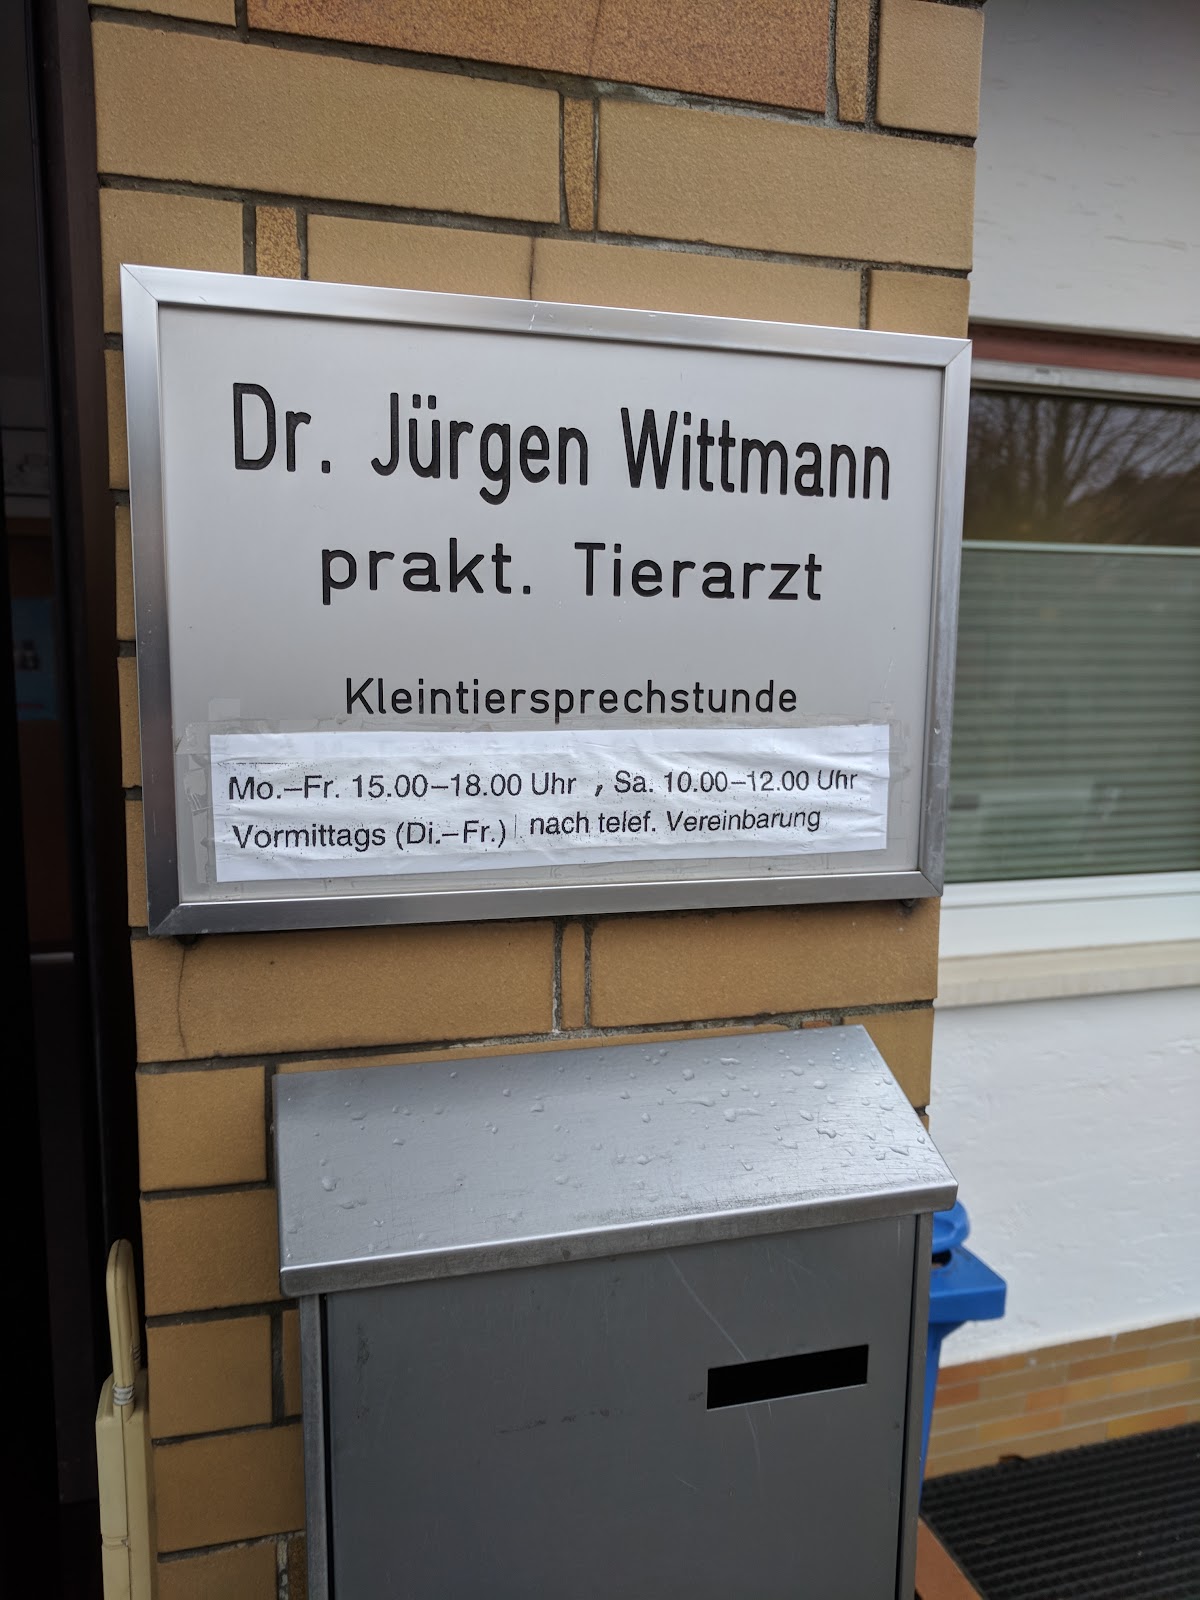 Dr. Jürgen Wittmann
prakt. Tierarzt
Kleintiersprechstunde
Mo.–Fr. 15.00–18.00 Uhr , Sa. 10.00–12.00 Uhr
Vormittags (Di.–Fr.) nach telef. Vereinbarung